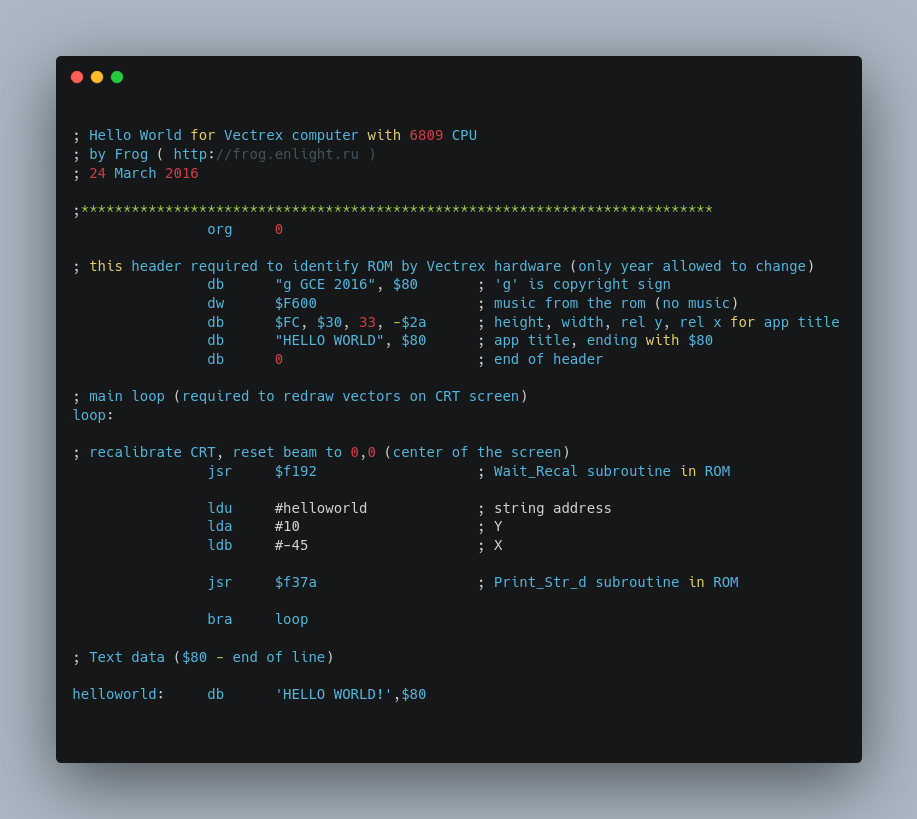 ; Hello World for Vectrex computer with 6809 CPU
; by Frog ( http://frog.enlight.ru )
; 24 March 2016
;***************************************************************************
org 0
; this header required to identify ROM by Vectrex hardware (only year allowed to change)
db "g GCE 2016", $80 ; 'g' is copyright sign
dw $F600 ; music from the rom (no music)
db $FC, $30, 33, -$2a ; height, width, rel y, rel x for app title
db "HELLO WORLD", $80 ; app title, ending with $80
db 0 ; end of header
; main loop (required to redraw vectors on CRT screen)
loop:
; recalibrate CRT, reset beam to 0,0 (center of the screen)
jsr $f192 ; Wait_Recal subroutine in ROM
ldu #helloworld ; string address
lda #10 ; Y
ldb #-45 ; X
jsr $f37a ; Print_Str_d subroutine in ROM
bra loop
; Text data ($80 - end of line)
helloworld: db 'HELLO WORLD!',$80